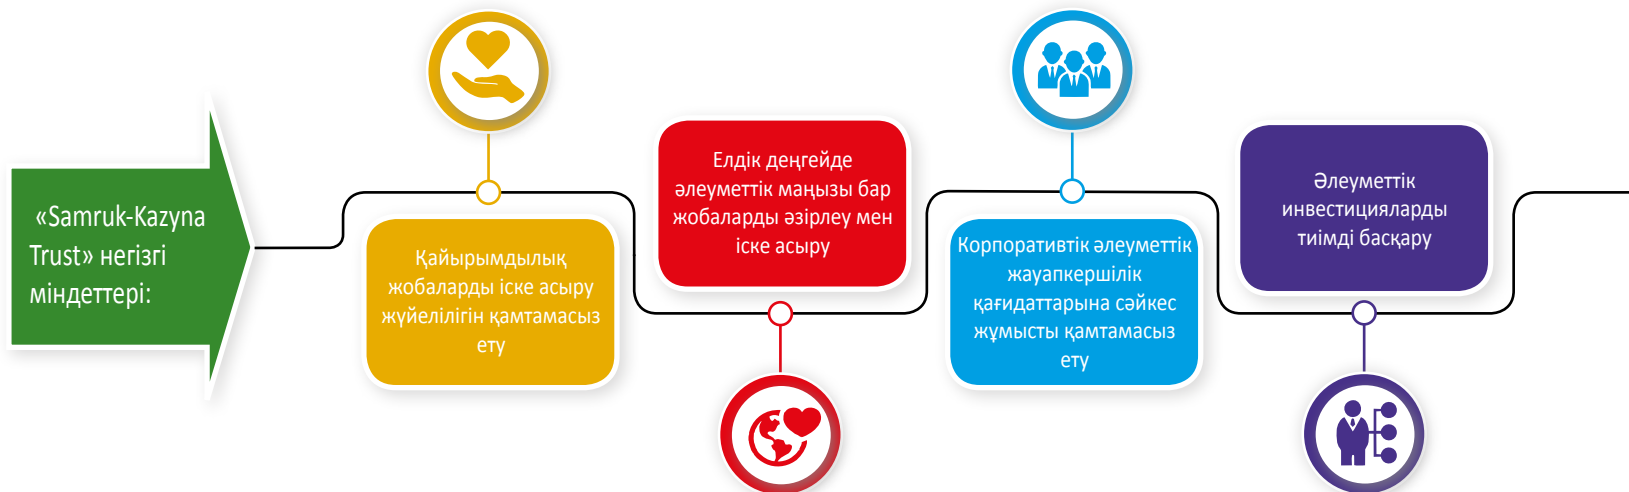 «Samruk-Kazyna
Trust» негізгі
міндеттері:
Қайырымдылық
жобаларды іске асыру
жүйелілігін қамтамасыз
ету
Елдік деңгейде
әлеуметтік маңызы бар
жобаларды әзірлеу мен
іске асыру
Корпоративтік әлеуметтік
жауапкершілік
қағидаттарына сәйкес
жұмысты қамтамасыз
ету
Әлеуметтік
инвестицияларды
тиімді басқару